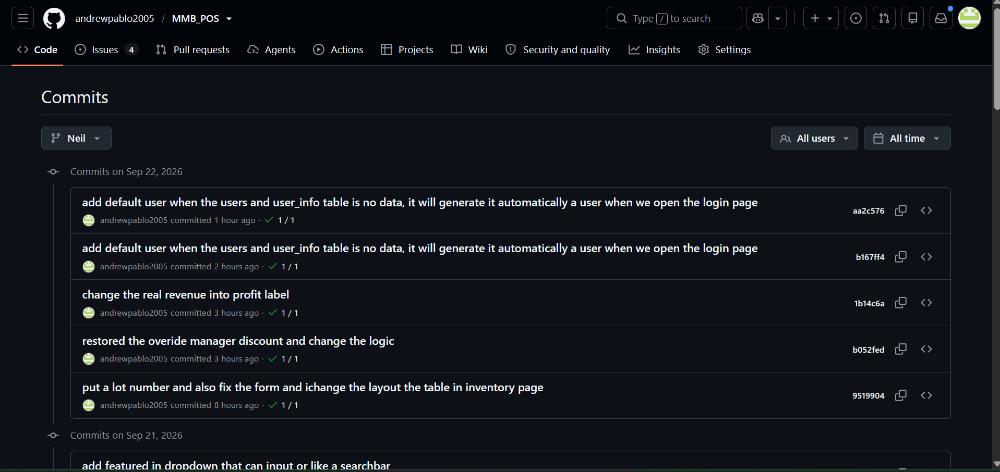 andrewpablo2005 / MMB_POS
Type / to search
Code
Issues 4
Pull requests
Agents
Actions
Projects
Wiki
Security and quality
Insights
Settings
Commits
Neil
All users
All time
Commits on Sep 22, 2026
add default user when the users and user_info table is no data, it will generate it automatically a user when we open the login page
andrewpablo2005 committed 1 hour ago · 1 / 1
aa2c576
add default user when the users and user_info table is no data, it will generate it automatically a user when we open the login page
andrewpablo2005 committed 2 hours ago · 1 / 1
b167ff4
change the real revenue into profit label
andrewpablo2005 committed 3 hours ago · 1 / 1
1b14c6a
restored the overide manager discount and change the logic
andrewpablo2005 committed 3 hours ago · 1 / 1
b052fed
put a lot number and also fix the form and ichange the layout the table in inventory page
andrewpablo2005 committed 8 hours ago · 1 / 1
9519904
Commits on Sep 21, 2026
add featured in dropdown that can input or like a searchbar